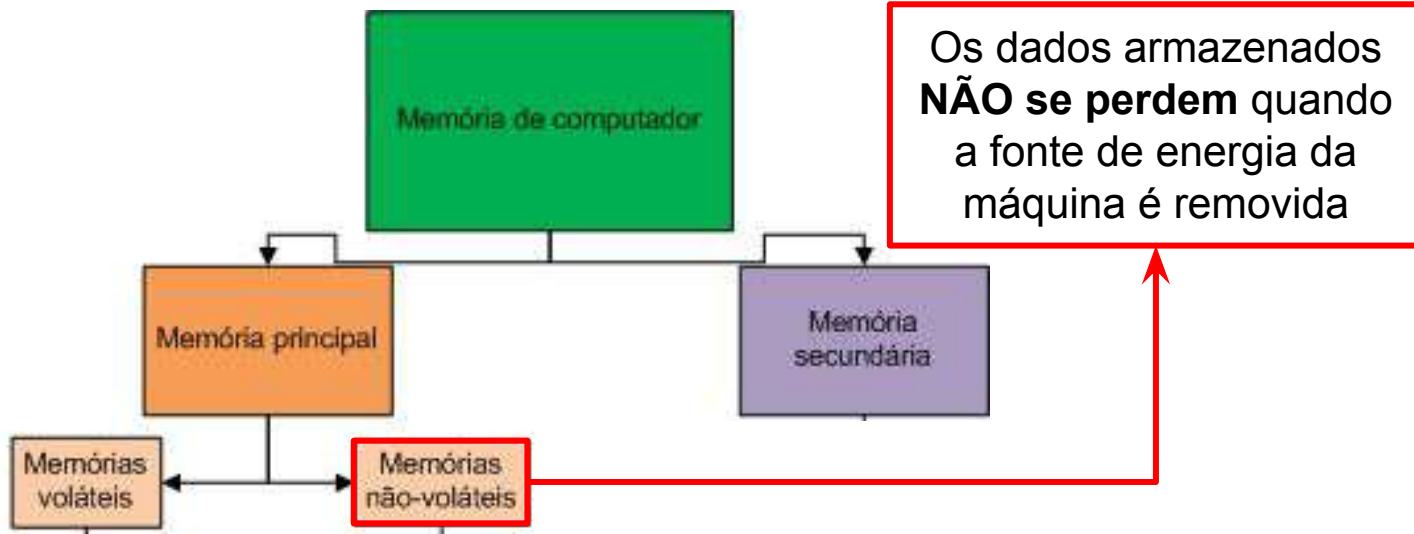 Memória de computador
Os dados armazenados
NÃO se perdem quando
a fonte de energia da
máquina é removida
Memória principal
Memória
secundária
Memórias
voláteis
Memórias
não-voláteis